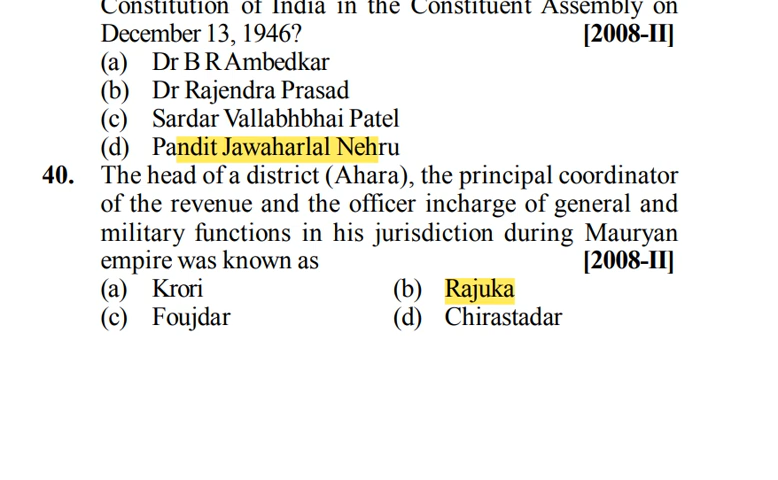 Constitution of India in the Constituent Assembly on
December 13, 1946? [2008-II]
(a) Dr B R Ambedkar
(b) Dr Rajendra Prasad
(c) Sardar Vallabhbhai Patel
(d) Pandit Jawaharlal Nehru
40. The head of a district (Ahara), the principal coordinator
of the revenue and the officer incharge of general and
military functions in his jurisdiction during Mauryan
empire was known as [2008-II]
(a) Krori (b) Rajuka
(c) Foujdar (d) Chirastadar